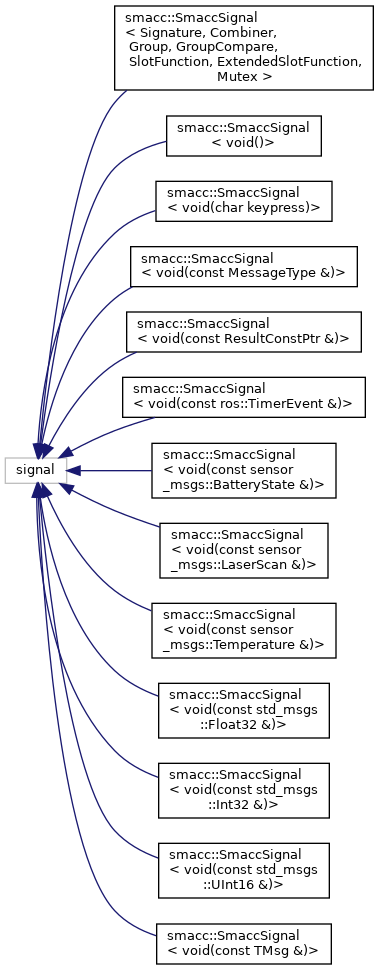 smacc::SmaccSignal
< Signature, Combiner,
Group, GroupCompare,
SlotFunction, ExtendedSlotFunction,
Mutex >
smacc::SmaccSignal
< void()>
smacc::SmaccSignal
< void(char keypress)>
smacc::SmaccSignal
< void(const MessageType &)>
smacc::SmaccSignal
< void(const ResultConstPtr &)>
smacc::SmaccSignal
< void(const ros::TimerEvent &)>
signal
smacc::SmaccSignal
< void(const sensor
_msgs::BatteryState &)>
smacc::SmaccSignal
< void(const sensor
_msgs::LaserScan &)>
smacc::SmaccSignal
< void(const sensor
_msgs::Temperature &)>
smacc::SmaccSignal
< void(const std_msgs
::Float32 &)>
smacc::SmaccSignal
< void(const std_msgs
::Int32 &)>
smacc::SmaccSignal
< void(const std_msgs
::UInt16 &)>
smacc::SmaccSignal
< void(const TMsg &)>